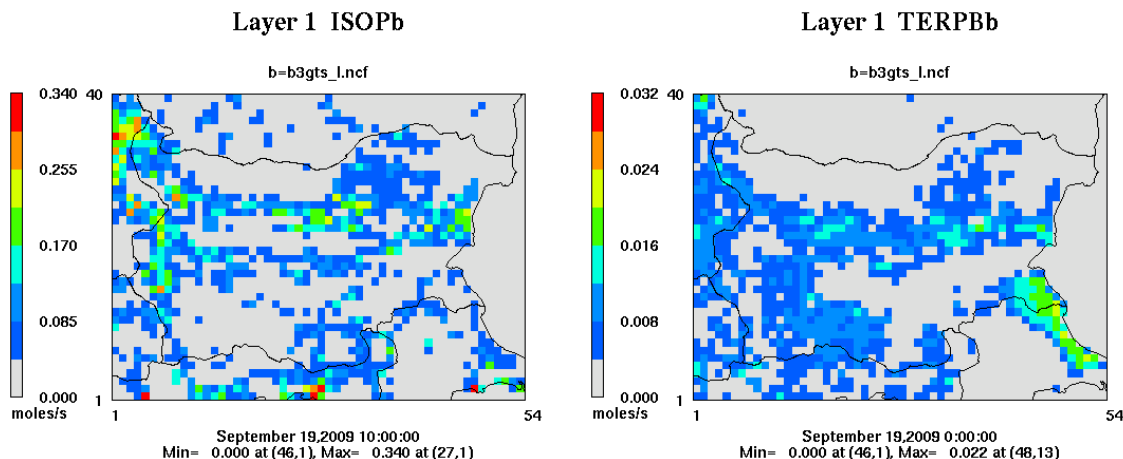 Layer 1 ISOPb
b=b3gts_l.ncf
0.340
0.255
0.170
0.085
0.000
moles/s
40
1
1
54
September 19,2009 10:00:00
Min= 0.000 at (46,1), Max= 0.340 at (27,1)
Layer 1 TERPBb
b=b3gts_l.ncf
0.032
0.024
0.016
0.008
0.000
moles/s
40
1
1
54
September 19,2009 0:00:00
Min= 0.000 at (46,1), Max= 0.022 at (48,13)